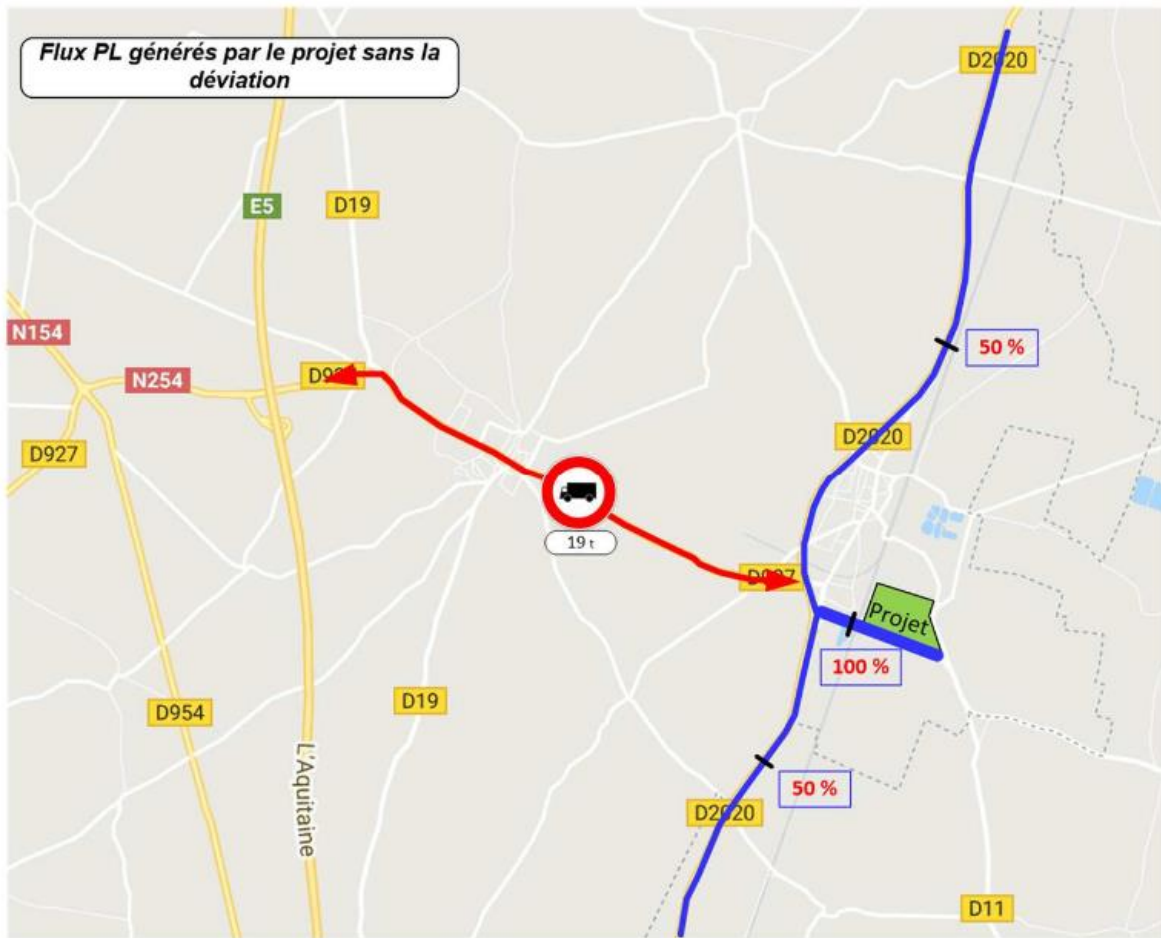 Flux PL générés par le projet sans la
déviation
D2020
E5
D19
N154
50 %
N254
D927
D2020
19 t
D927
Projet
100 %
D19
D954
L'Aquitaine
50 %
D2020
D11